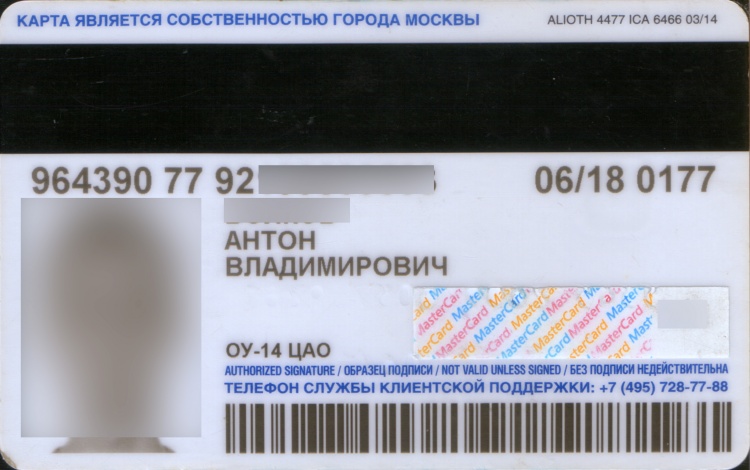 КАРТА ЯВЛЯЕТСЯ СОБСТВЕННОСТЬЮ ГОРОДА МОСКВЫ ALIOTH 4477 ICA 6466 03/14
964390 77 92 06/18 0177
АНТОН
ВЛАДИМИРОВИЧ
MasterCard MasterCard MasterCard
ОУ-14 ЦАО
AUTHORIZED SIGNATURE / ОБРАЗЕЦ ПОДПИСИ / NOT VALID UNLESS SIGNED / БЕЗ ПОДПИСИ НЕДЕЙСТВИТЕЛЬНА
ТЕЛЕФОН СЛУЖБЫ КЛИЕНТСКОЙ ПОДДЕРЖКИ: +7 (495) 728-77-88